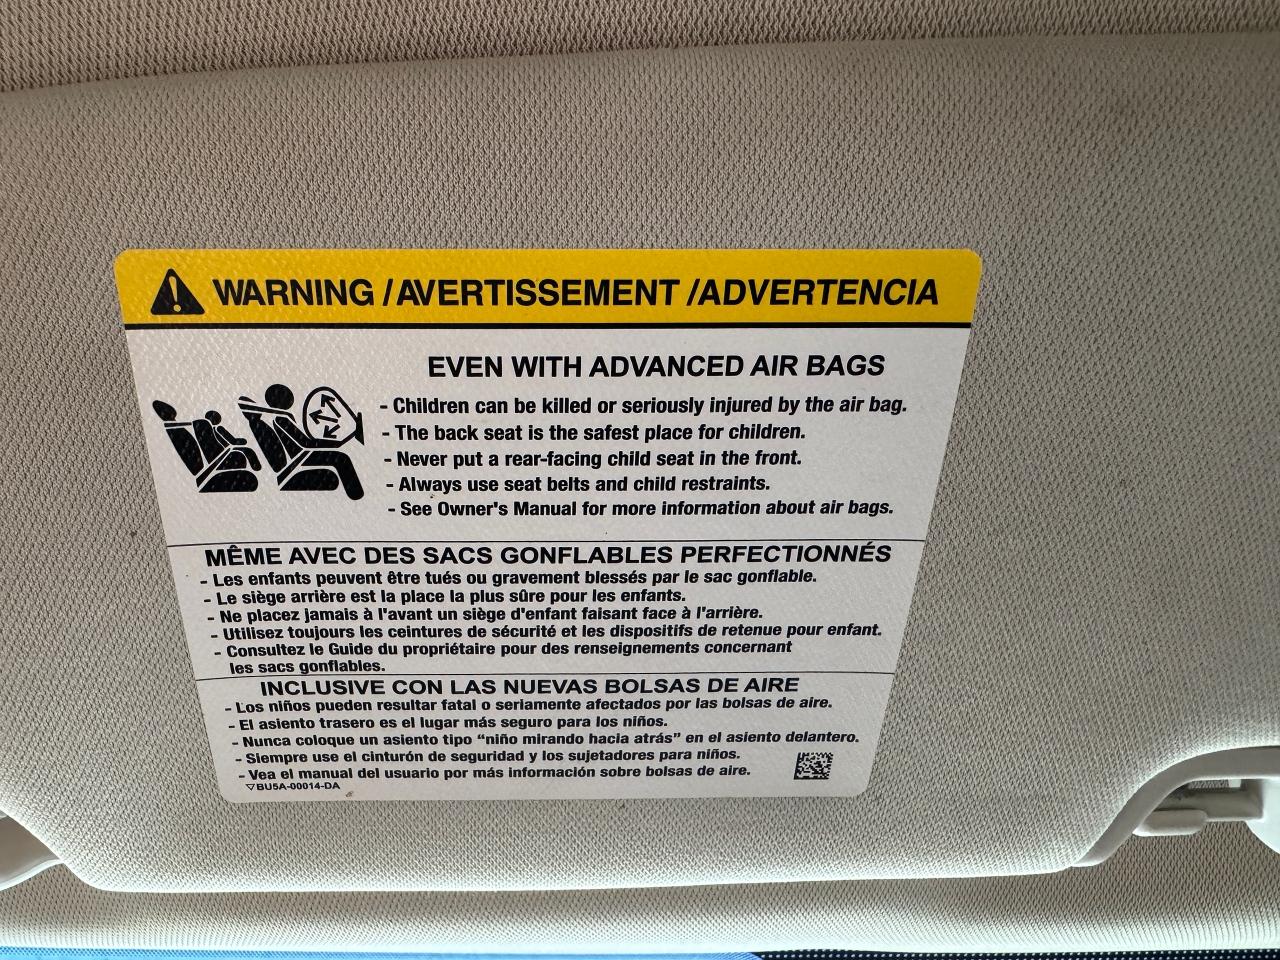 WARNING / AVERTISSEMENT / ADVERTENCIA
EVEN WITH ADVANCED AIR BAGS
- Children can be killed or seriously injured by the air bag.
- The back seat is the safest place for children.
- Never put a rear-facing child seat in the front.
- Always use seat belts and child restraints.
- See Owner's Manual for more information about air bags.
MÊME AVEC DES SACS GONFLABLES PERFECTIONNÉS
- Les enfants peuvent être tués ou gravement blessés par le sac gonflable.
- Le siège arrière est la place la plus sûre pour les enfants.
- Ne placez jamais à l'avant un siège d'enfant faisant face à l'arrière.
- Utilisez toujours les ceintures de sécurité et les dispositifs de retenue pour enfant.
- Consultez le Guide du propriétaire pour des renseignements concernant
les sacs gonflables.
INCLUSIVE CON LAS NUEVAS BOLSAS DE AIRE
- Los niños pueden resultar fatal o seriamente afectados por las bolsas de aire.
- El asiento trasero es el lugar más seguro para los niños.
- Nunca coloque un asiento tipo “niño mirando hacia atrás” en el asiento delantero.
- Siempre use el cinturón de seguridad y los sujetadores para niños.
- Vea el manual del usuario por más información sobre bolsas de aire.
▽BU5A-00014-DA